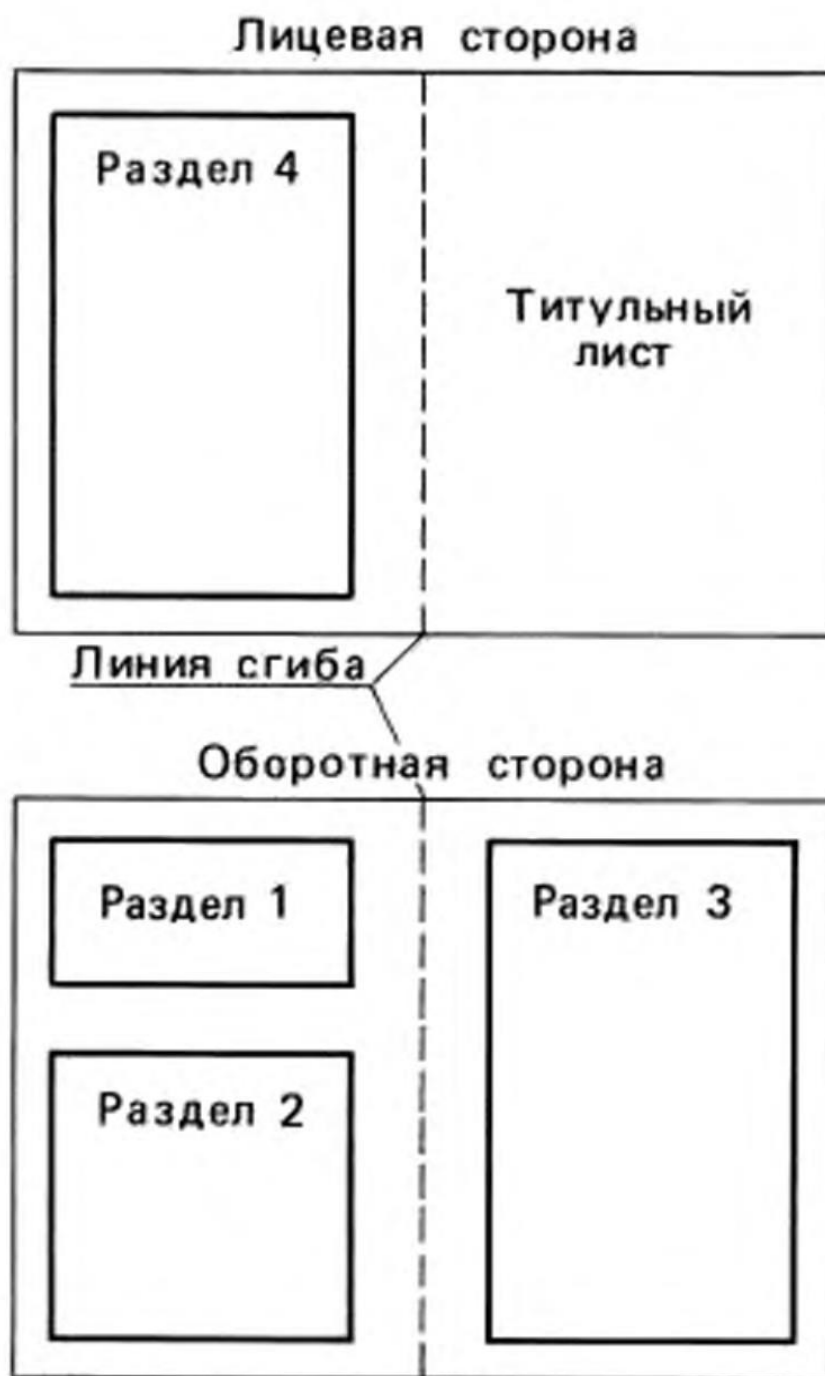 Лицевая сторона
Раздел 4
Титульный
лист
Линия сгиба
Оборотная сторона
Раздел 1
Раздел 3
Раздел 2